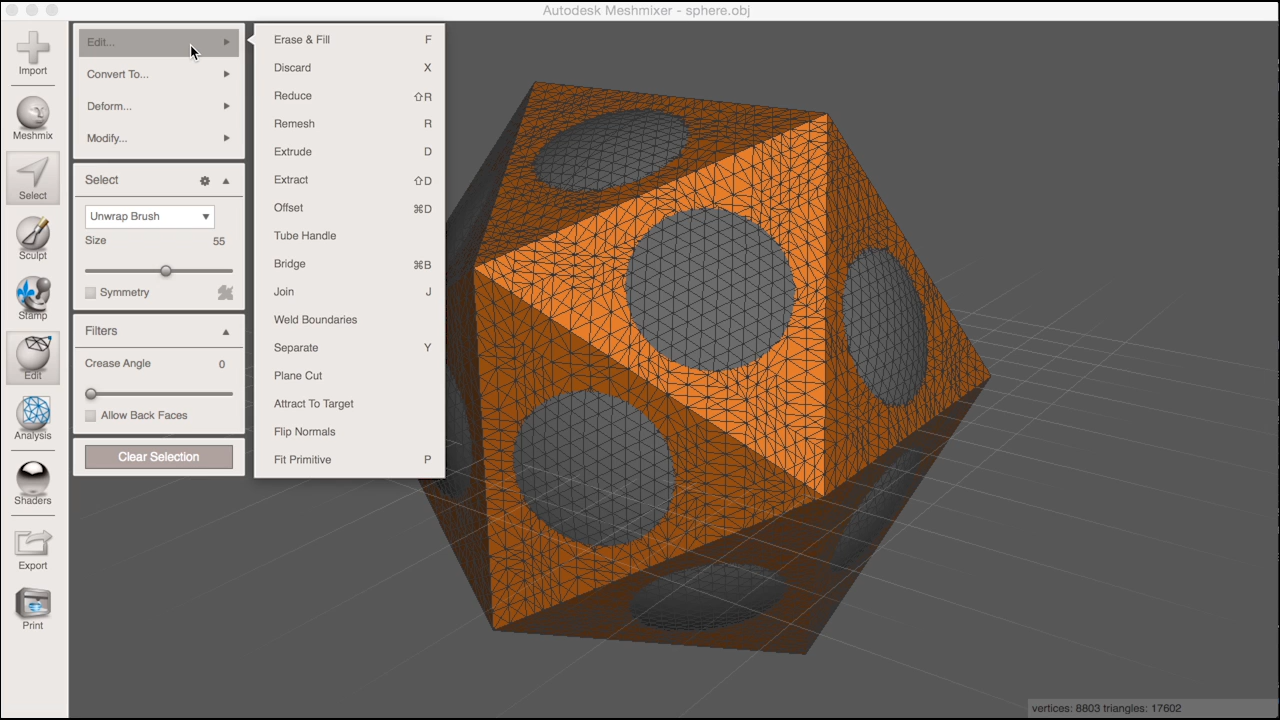 Autodesk Meshmixer - sphere.obj
Import
Meshmix
Select
Sculpt
Stamp
Edit
Analysis
Shaders
Export
Print
Edit...
Convert To...
Deform...
Modify...
Select
Unwrap Brush
Size 55
Symmetry
Filters
Crease Angle 0
Allow Back Faces
Clear Selection
Erase & Fill F
Discard X
Reduce ⇧R
Remesh R
Extrude D
Extract ⇧D
Offset ⌘D
Tube Handle
Bridge ⌘B
Join J
Weld Boundaries
Separate Y
Plane Cut
Attract To Target
Flip Normals
Fit Primitive P
vertices: 8803 triangles: 17602